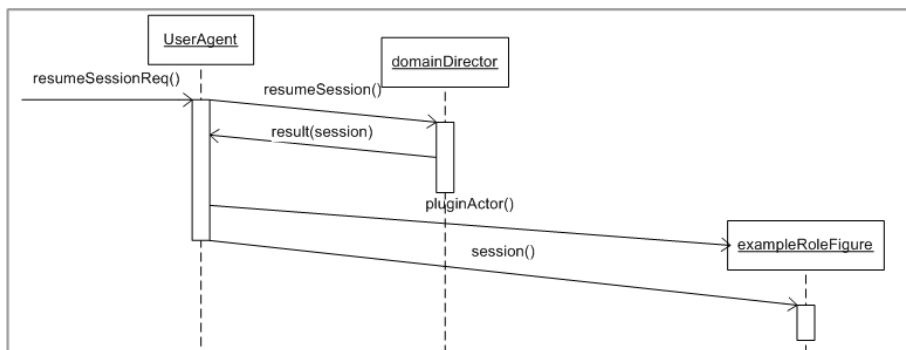 UserAgent
domainDirector
resumeSessionReq()
resumeSession()
result(session)
pluginActor()
exampleRoleFigure
session()